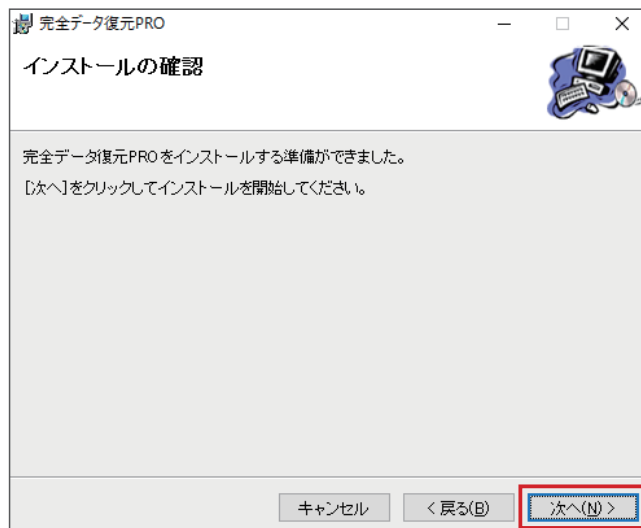 完全データ復元PRO
インストールの確認
完全データ復元PROをインストールする準備ができました。
[次へ]をクリックしてインストールを開始してください。
キャンセル
< 戻る(B)
次へ(N) >